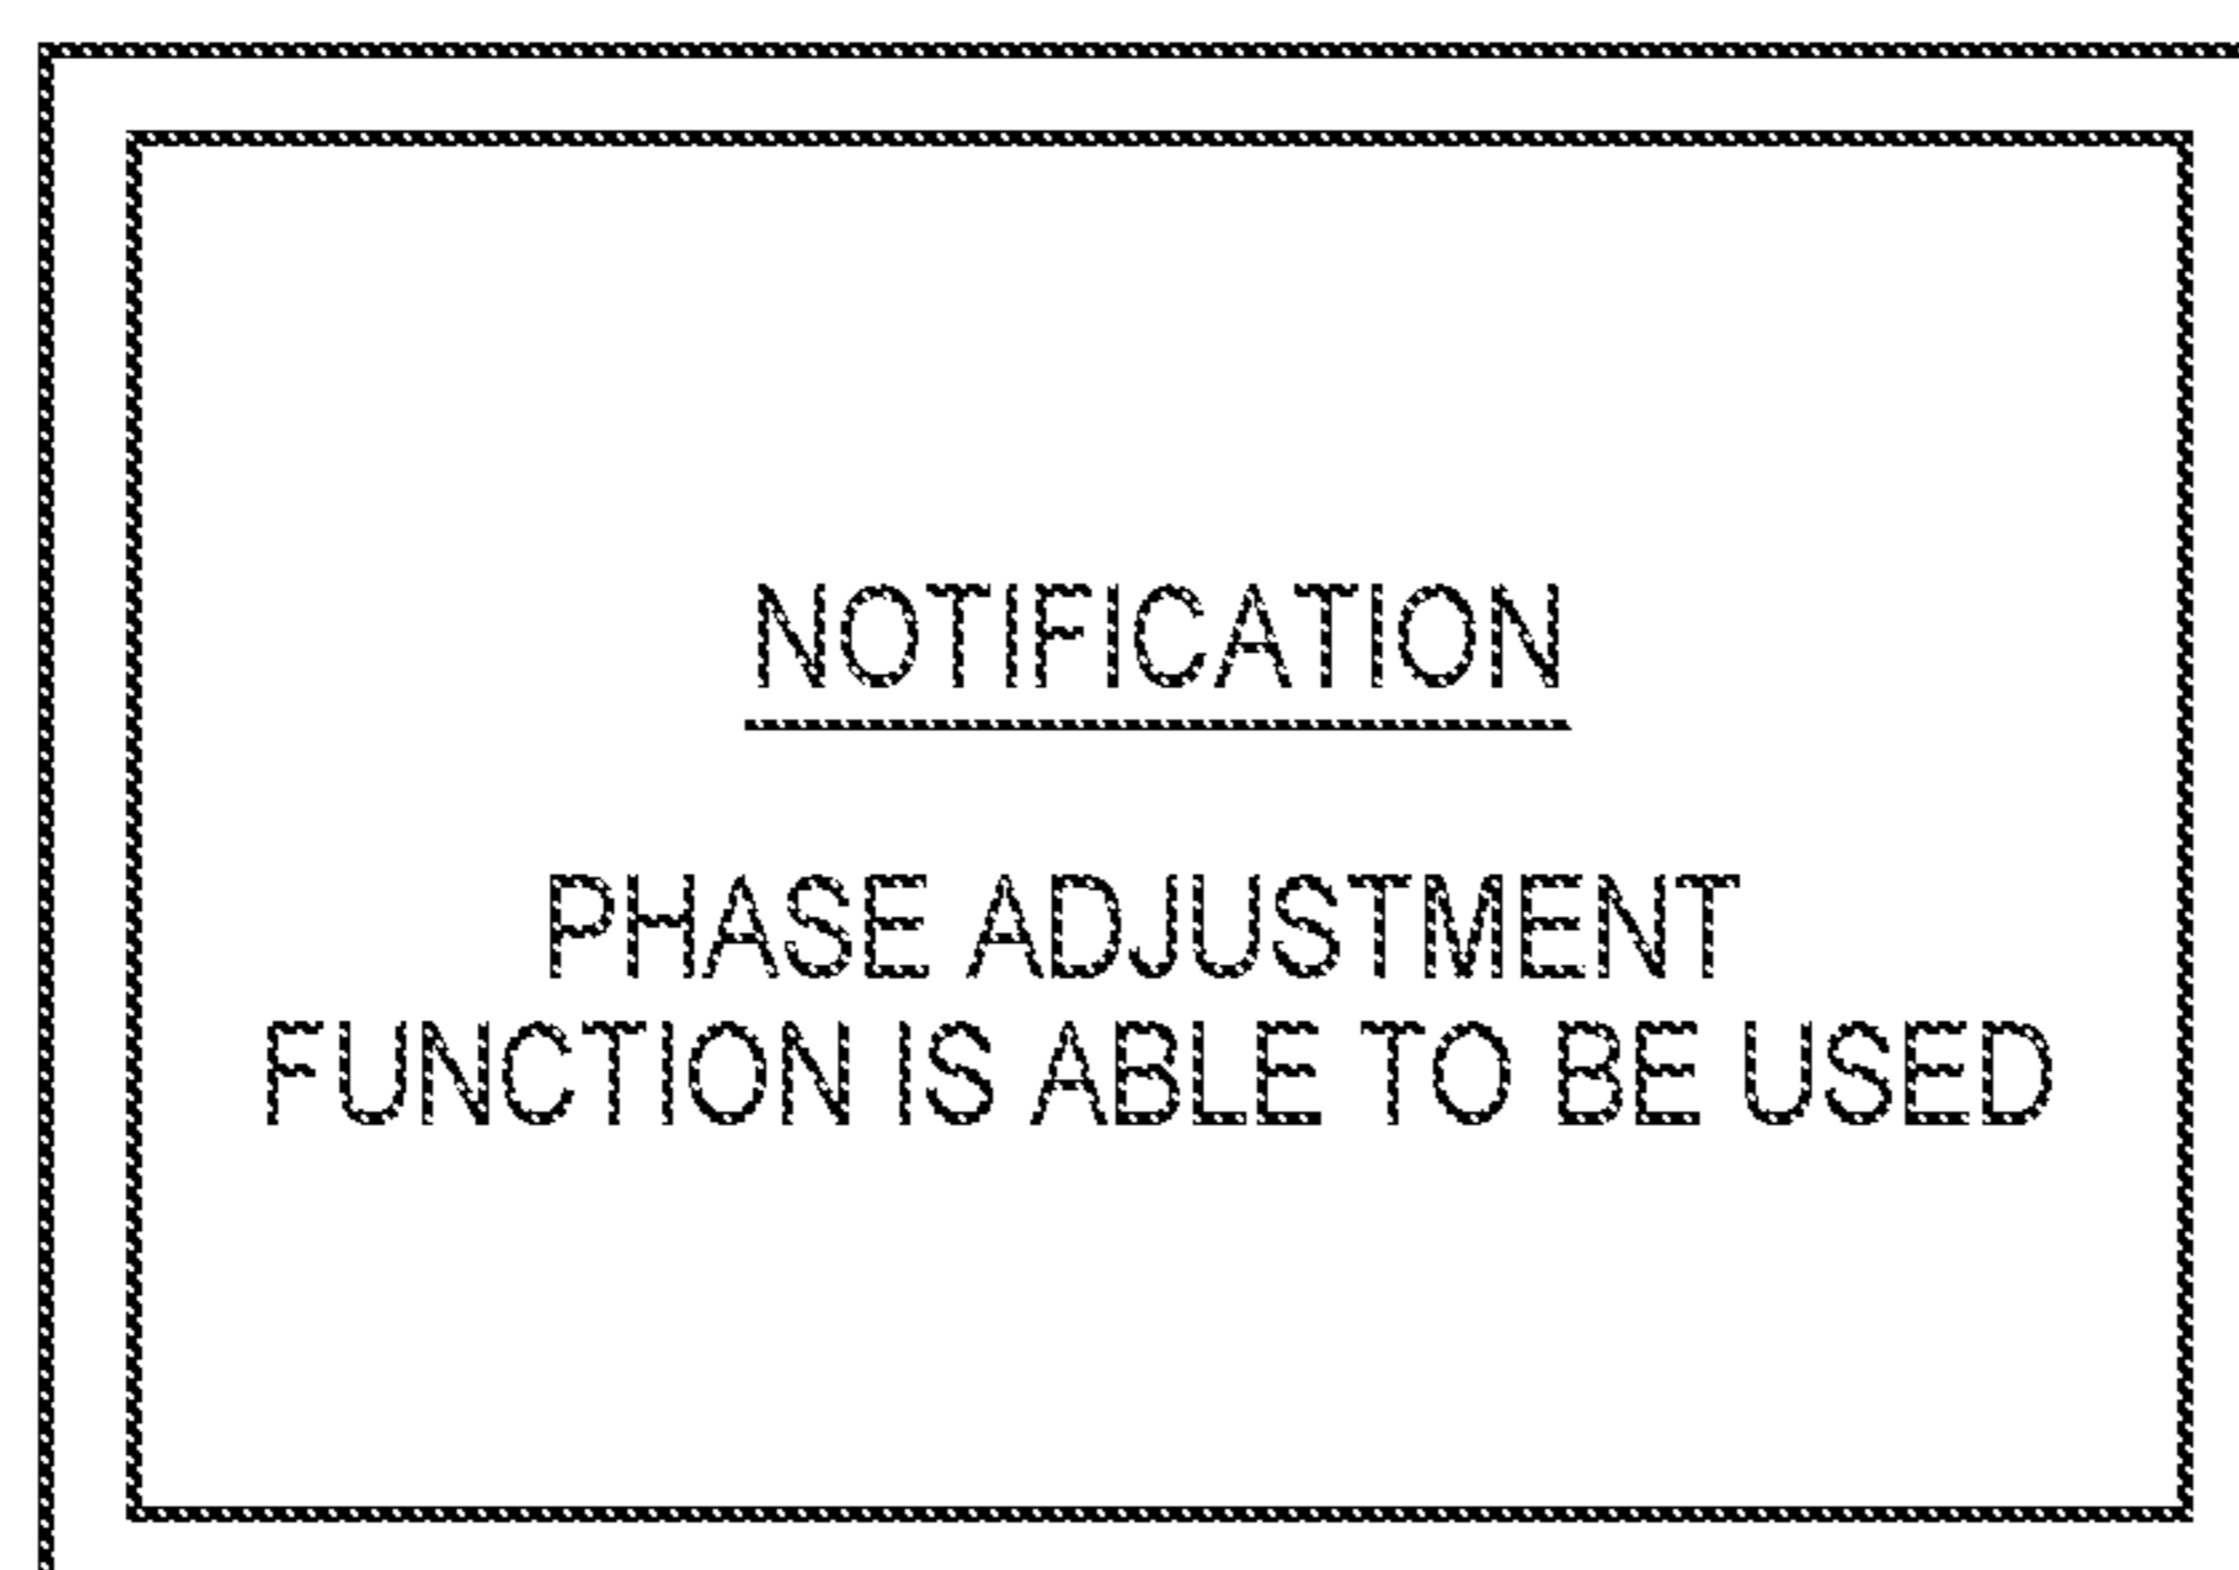 NOTIFICATION
PHASE ADJUSTMENT
FUNCTION IS ABLE TO BE USED